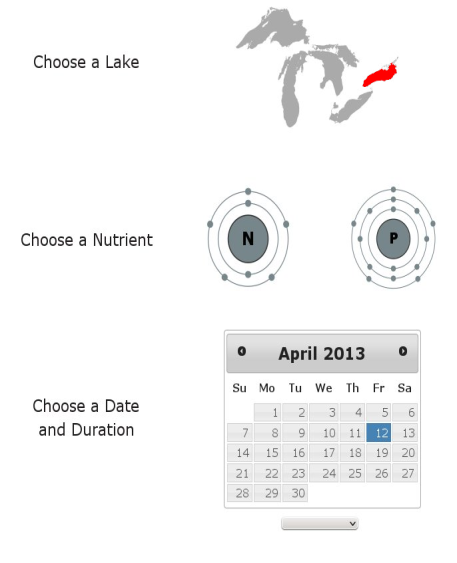 Choose a Lake
Choose a Nutrient
N
P
Choose a Date
and Duration
April 2013
Su Mo Tu We Th Fr Sa
1 2 3 4 5 6
7 8 9 10 11 12 13
14 15 16 17 18 19 20
21 22 23 24 25 26 27
28 29 30